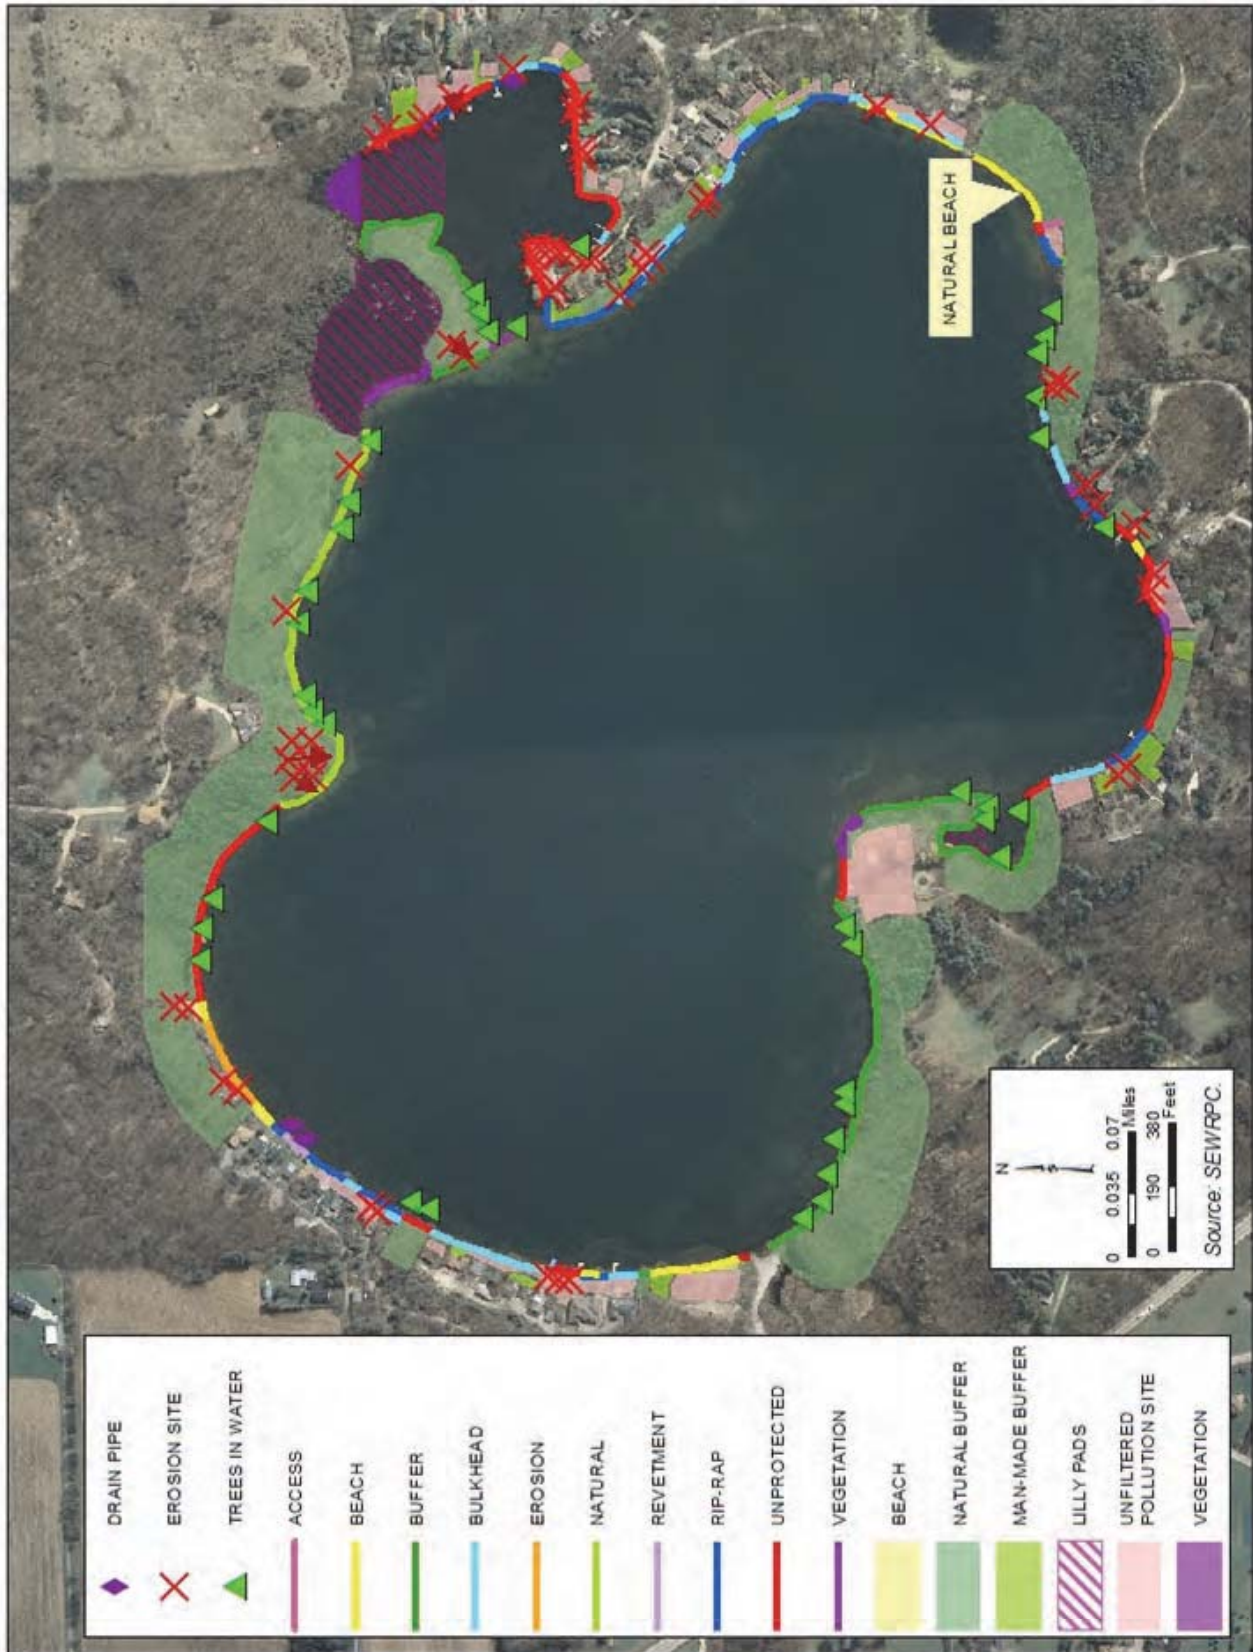 DRAIN PIPE
EROSION SITE
TREES IN WATER
ACCESS
BEACH
BUFFER
BULKHEAD
EROSION
NATURAL
REVETMENT
RIP-RAP
UNPROTECTED
VEGETATION
BEACH
NATURAL BUFFER
MAN-MADE BUFFER
LILLY PADS
UNFILTERED
POLLUTION SITE
VEGETATION
NATURAL BEACH
N
S
0 0.035 0.07
Miles
0 190 380
Feet
Source: SEWRPC.